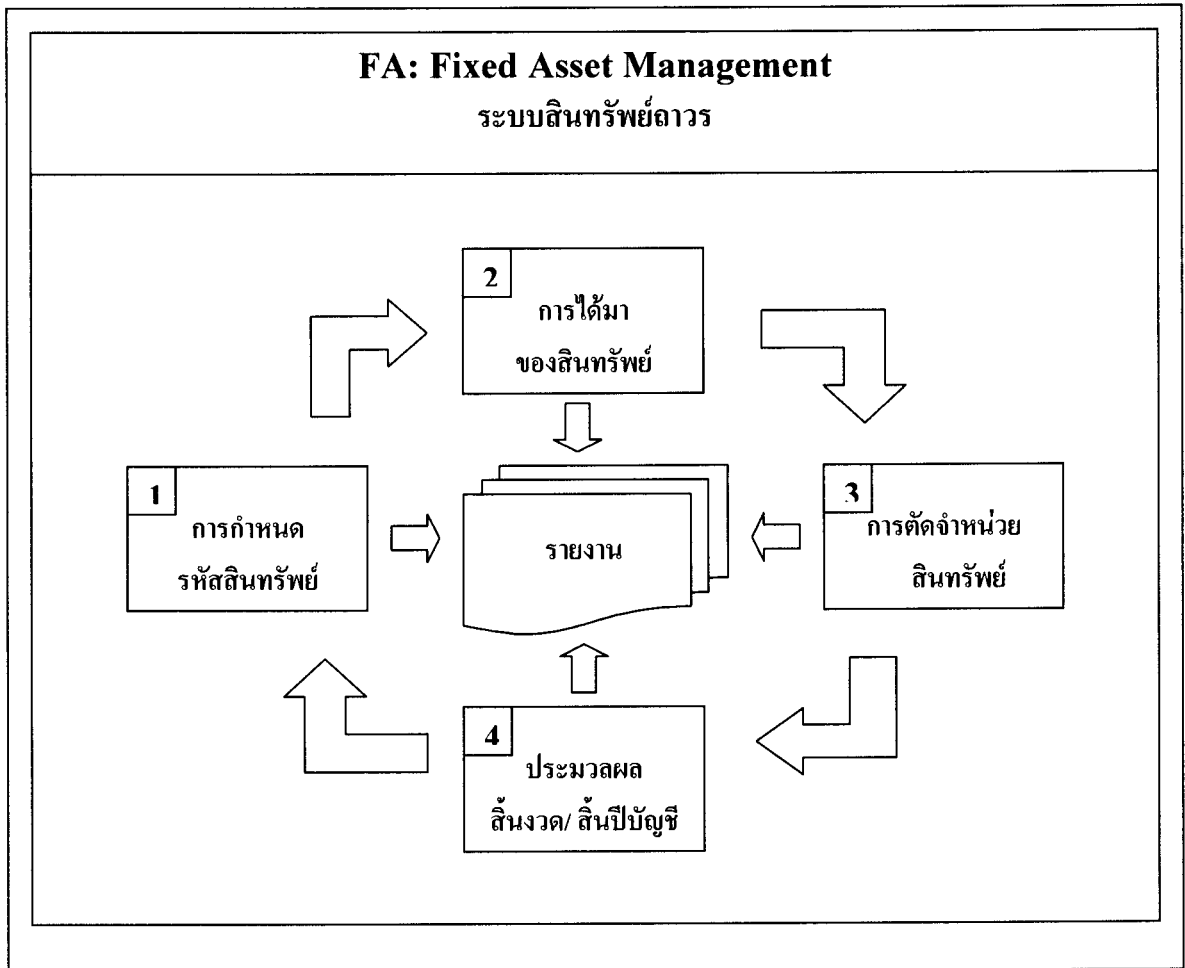 FA: Fixed Asset Management
ระบบสินทรัพย์ถาวร
2
การได้มา
ของสินทรัพย์
1
การกำหนด
รหัสสินทรัพย์
รายงาน
3
การตัดจำหน่วย
สินทรัพย์
4
ประมวลผล
สิ้นงวด/ สิ้นปีบัญชี